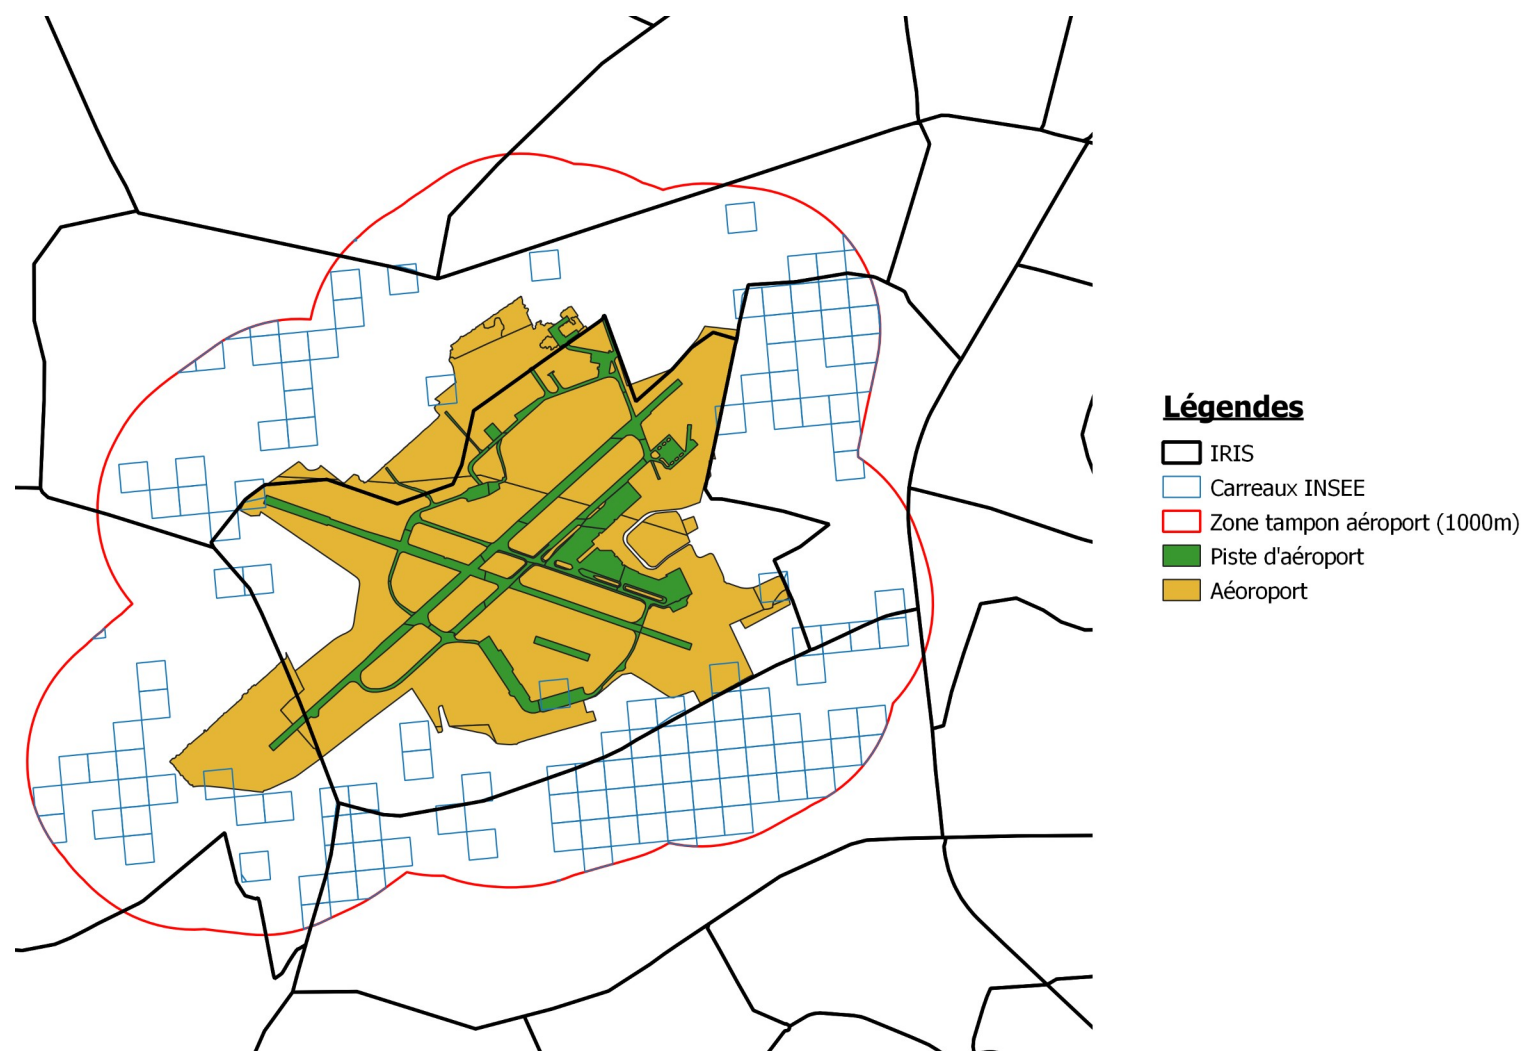 Légendes
IRIS
Carreaux INSEE
Zone tampon aéroport (1000m)
Piste d'aéroport
Aéoroport